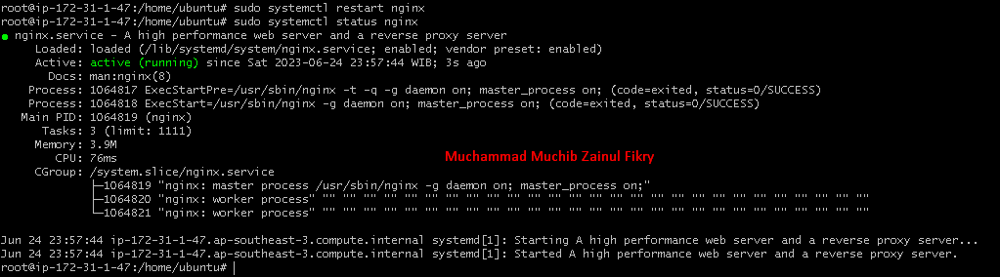 root@ip-172-31-1-47:/home/ubuntu# sudo systemctl restart nginx
root@ip-172-31-1-47:/home/ubuntu# sudo systemctl status nginx
● nginx.service - A high performance web server and a reverse proxy server
Loaded: loaded (/lib/systemd/system/nginx.service; enabled; vendor preset: enabled)
Active: active (running) since Sat 2023-06-24 23:57:44 WIB; 3s ago
Docs: man:nginx(8)
Process: 1064817 ExecStartPre=/usr/sbin/nginx -t -q -g daemon on; master_process on; (code=exited, status=0/SUCCESS)
Process: 1064818 ExecStart=/usr/sbin/nginx -g daemon on; master_process on; (code=exited, status=0/SUCCESS)
Main PID: 1064819 (nginx)
Tasks: 3 (limit: 1111)
Memory: 3.9M
CPU: 76ms
Muchammad Muchib Zainul Fikry
CGroup: /system.slice/nginx.service
├─1064819 "nginx: master process /usr/sbin/nginx -g daemon on; master_process on;"
├─1064820 "nginx: worker process" "" "" "" "" "" "" "" "" "" "" "" "" "" "" "" "" "" "" "" "" "" "" "" "" "" "" ""
└─1064821 "nginx: worker process" "" "" "" "" "" "" "" "" "" "" "" "" "" "" "" "" "" "" "" "" "" "" "" "" "" "" ""
Jun 24 23:57:44 ip-172-31-1-47.ap-southeast-3.compute.internal systemd[1]: Starting A high performance web server and a reverse proxy server...
Jun 24 23:57:44 ip-172-31-1-47.ap-southeast-3.compute.internal systemd[1]: Started A high performance web server and a reverse proxy server.
root@ip-172-31-1-47:/home/ubuntu#